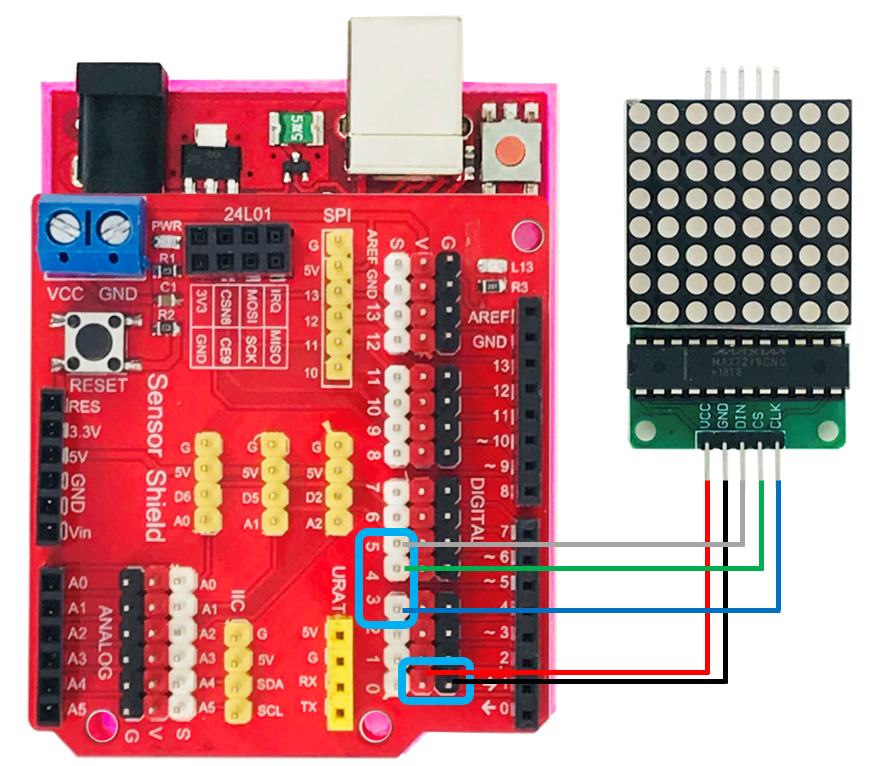 5W5
PWR
24L01
SPI
R1
C1
R2
VCC GND
3V3 CSN8 MOSI IRQ
GND CE9 SCK MISO
G
5V
13
12
11
10
AREF GND 13 12
S V G
L13
R3
RESET
Sensor Shield
RES
3.3V
5V
GND
GND
Vin
11
10
9
8
7
6
5
4
3
2
1
0
AREF
GND
13
12
11
~10
~9
8
DIGITAL
7
~6
~5
4
~3
2
1
←0
G
5V
D6
A0
G
5V
D5
A1
G
5V
D2
A2
A0
A1
A2
A3
A4
A5
ANALOG
A0
A1
A2
A3
A4
A5
G V S
IIC
G
5V
SDA
SCL
URAT
5V
G
RX
TX
MAX7219CNG
+1818
VCC
GND
DIN
CS
CLK